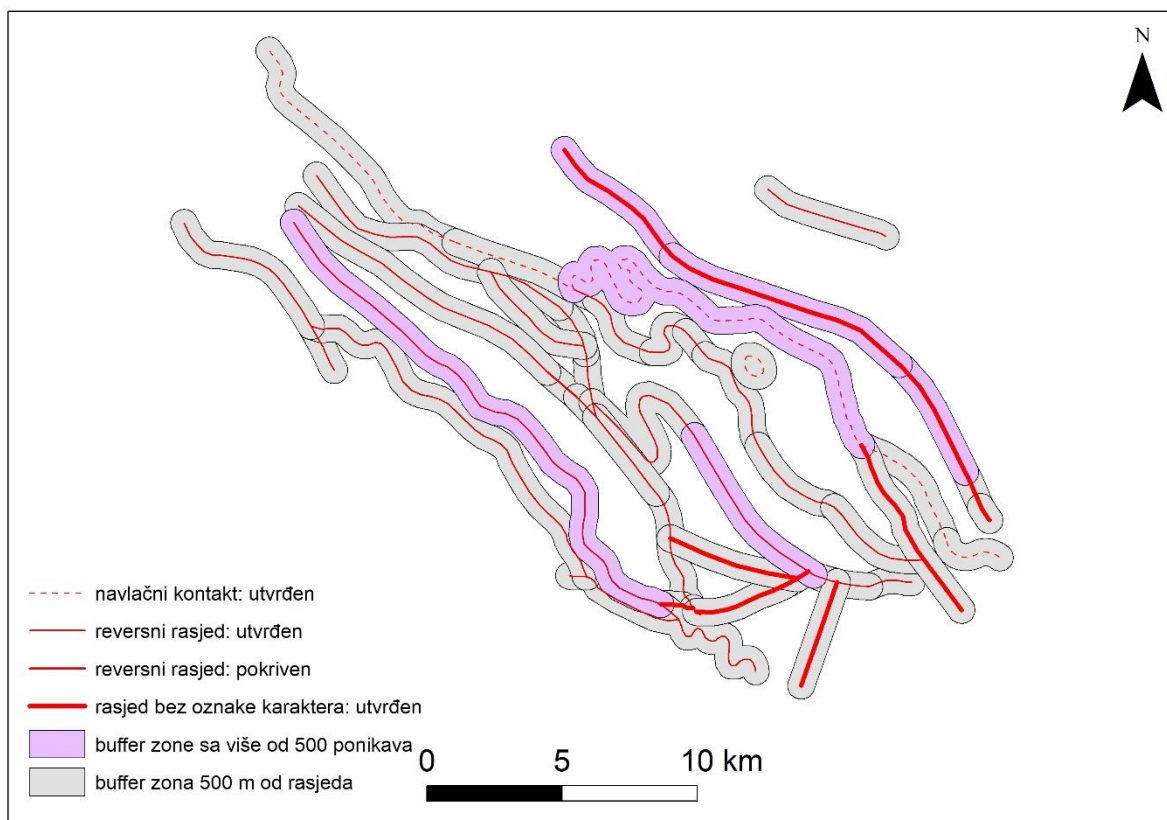 N
navlačni kontakt: utvrđen
reversni rasjed: utvrđen
reversni rasjed: pokriven
rasjed bez oznake karaktera: utvrđen
buffer zone sa više od 500 ponikava
buffer zona 500 m od rasjeda
0 5 10 km